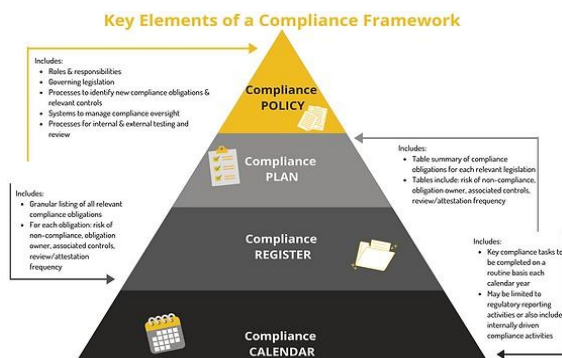 Key Elements of a Compliance Framework
Includes:
• Roles & responsibilities
• Governing legislation
• Processes to identify new compliance obligations &
relevant controls
• Systems to manage compliance oversight
• Processes for internal & external testing and
review
Compliance
POLICY
Includes:
• Table summary of compliance
obligations for each relevant legislation
• Tables include: risk of non-compliance,
obligation owner, associated controls,
review/attestation frequency
Compliance
PLAN
Includes:
• Granular listing of all relevant
compliance obligations
• For each obligation: risk of
non-compliance, obligation
owner, associated controls,
review/attestation
frequency
Compliance
REGISTER
Includes:
• Key compliance tasks to
be completed on a
routine basis each
calendar year
• May be limited to
regulatory reporting
activities or also include
internally driven
compliance activities
Compliance
CALENDAR